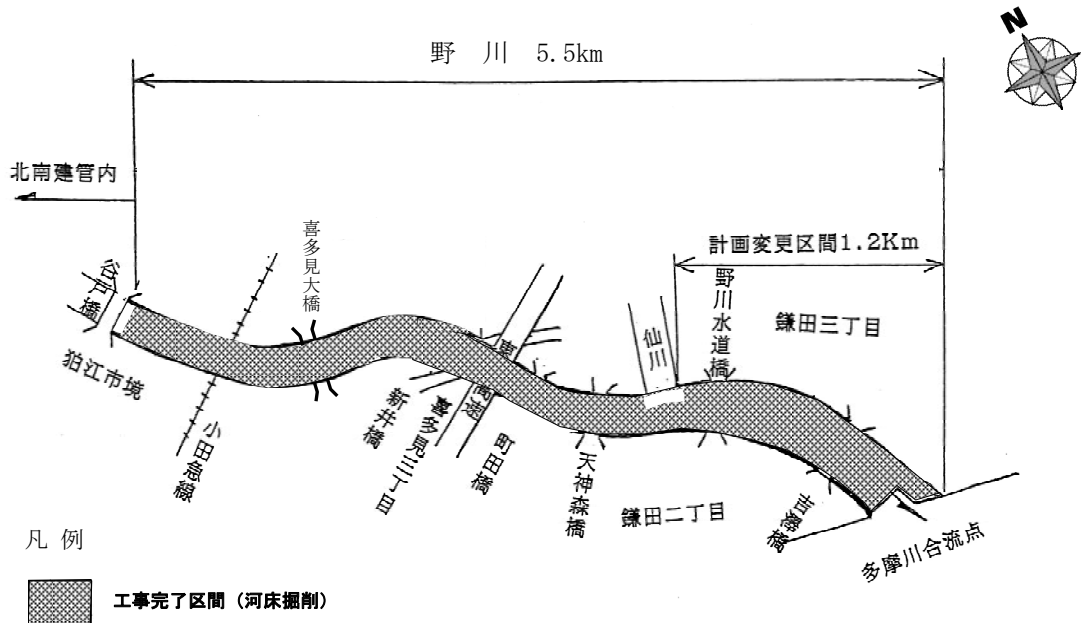 N
野 川 5.5km
北南建管内
計画変更区間1.2Km
喜多見大橋
谷戸橋
野川水道橋
鎌田三丁目
仙三
東
高速
狛江市境
小田急線
新井橋
喜多見三丁目
町田橋
天神森橋
鎌田二丁目
吉澤橋
多摩川合流点
凡 例
工事完了区間（河床掘削）